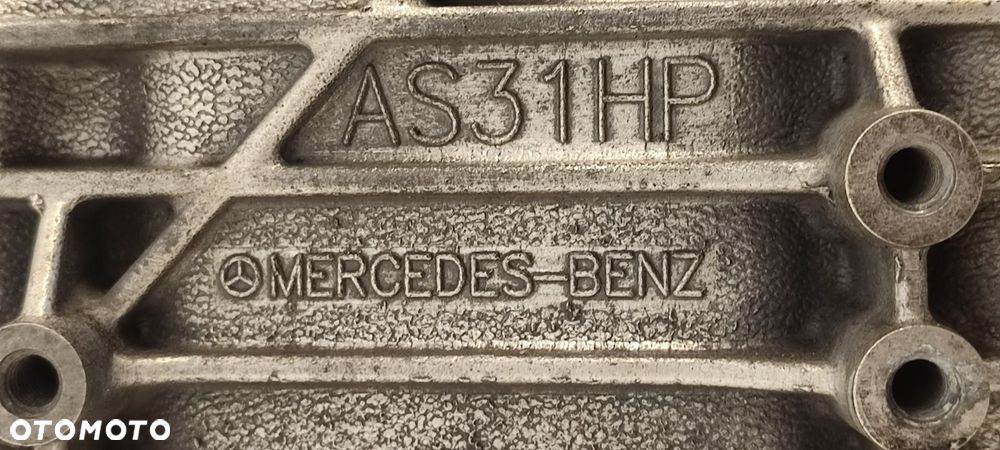 AS31HP
MERCEDES-BENZ
OTOMOTO